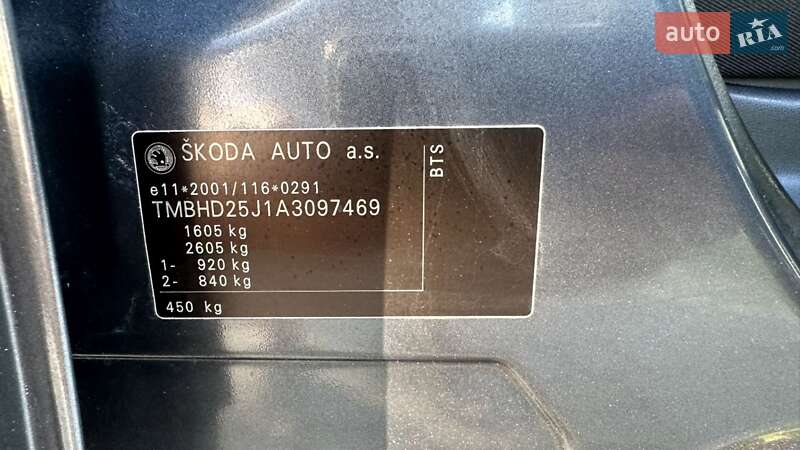 auto RIA
.com
ŠKODA AUTO a.s.
BTS
e11*2001/116*0291
TMBHD25J1A3097469
1605 kg
2605 kg
1- 920 kg
2- 840 kg
450 kg